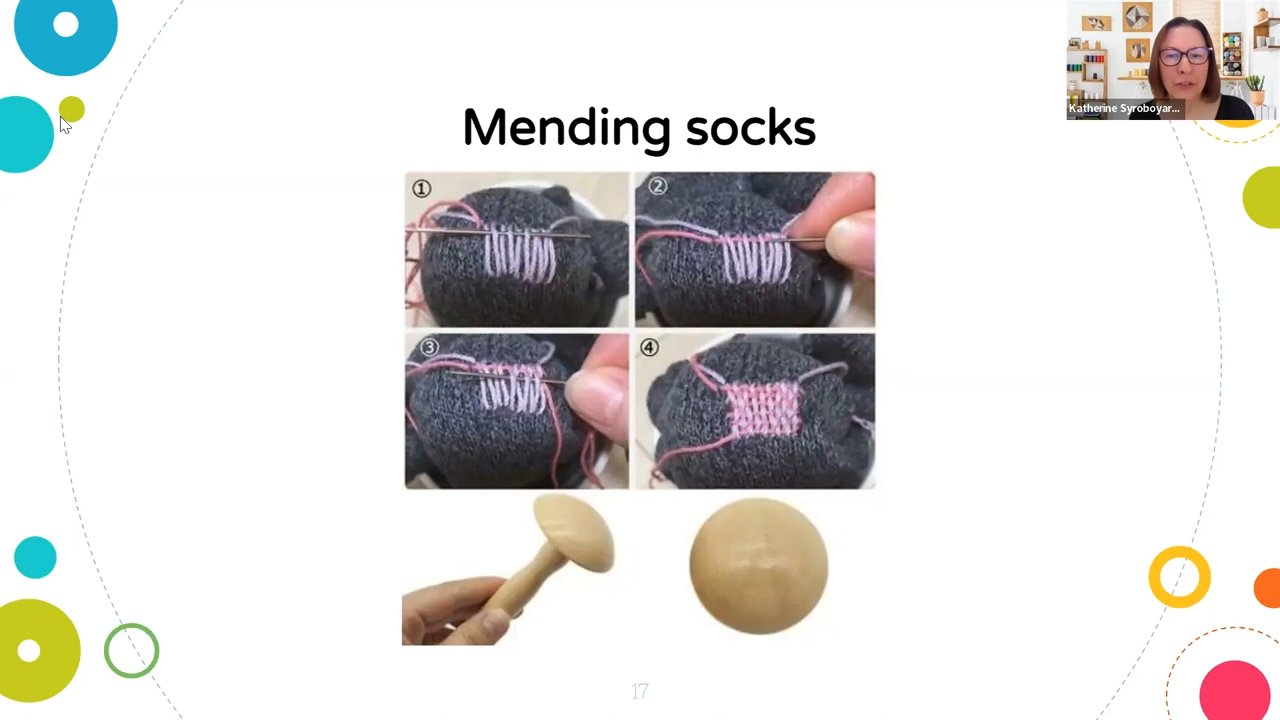 Katherine Syroboyar...
Mending socks
①
②
③
④
17